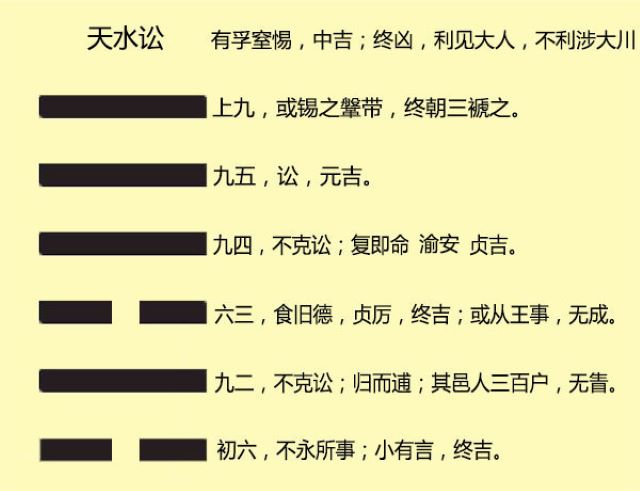 天水讼 有孚窒惕，中吉；终凶，利见大人，不利涉大川
上九，或锡之鞶带，终朝三褫之。
九五，讼，元吉。
九四，不克讼；复即命 渝安 贞吉。
六三，食旧德，贞厉，终吉；或从王事，无成。
九二，不克讼；归而逋；其邑人三百户，无眚。
初六，不永所事；小有言，终吉。